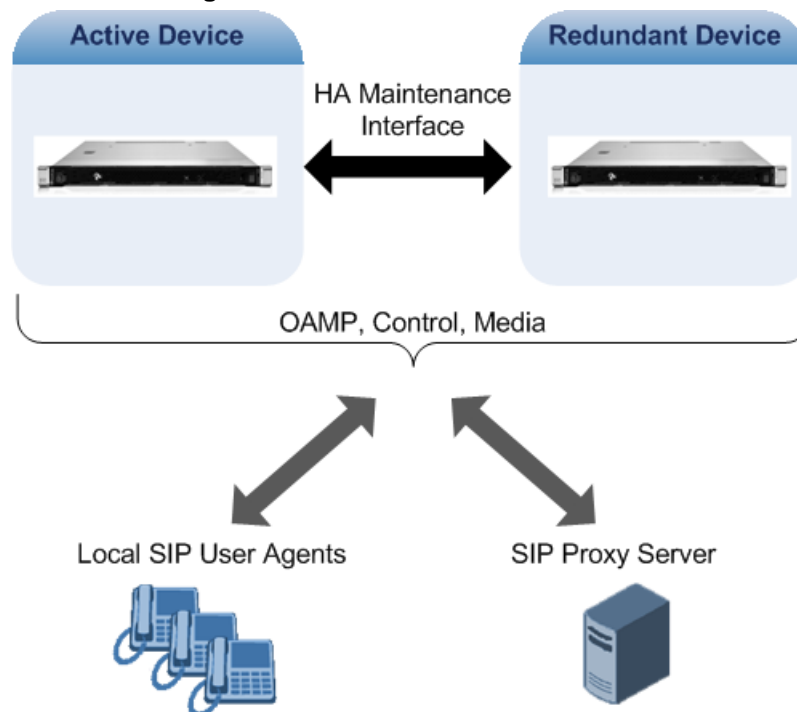 Active Device
Redundant Device
HA Maintenance
Interface
OAMP, Control, Media
Local SIP User Agents
SIP Proxy Server